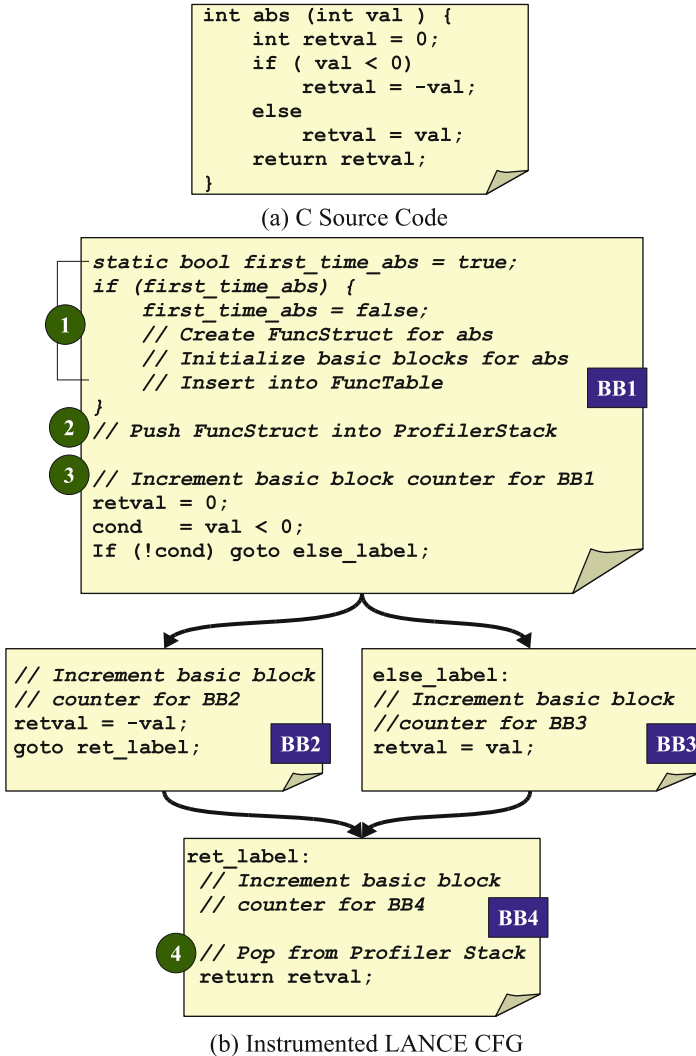 int abs (int val ) {
    int retval = 0;
    if ( val < 0)
        retval = -val;
    else
        retval = val;
    return retval;
}
(a) C Source Code
static bool first_time_abs = true;
if (first_time_abs) {
    first_time_abs = false;
1
    // Create FuncStruct for abs
    // Initialize basic blocks for abs
    // Insert into FuncTable
BB1
}
2
// Push FuncStruct into ProfilerStack
3
// Increment basic block counter for BB1
retval = 0;
cond   = val < 0;
If (!cond) goto else_label;
// Increment basic block
// counter for BB2
retval = -val;
goto ret_label;
BB2
else_label:
// Increment basic block
//counter for BB3
retval = val;
BB3
ret_label:
// Increment basic block
// counter for BB4
BB4
4
// Pop from Profiler Stack
return retval;
(b) Instrumented LANCE CFG